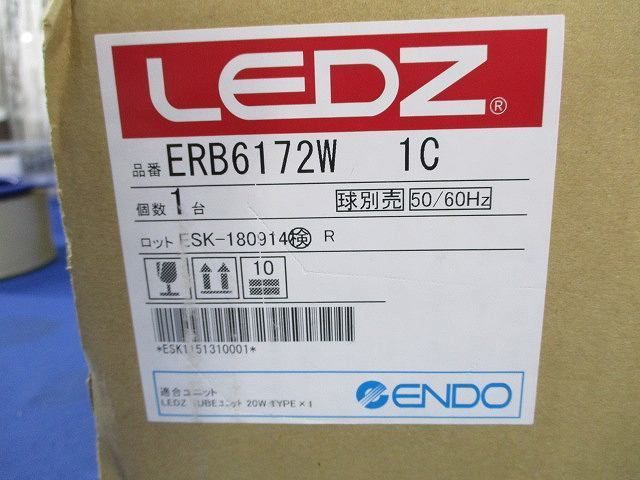 LEDZ®
品番 ERB6172W 1C
個数 1 台 球別売 50/60Hz
ロット ESK-180914 検 R
10
*ESK1151310001*
適合ユニット
LEDZ TUBEユニット 20W TYPE×1
ENDO